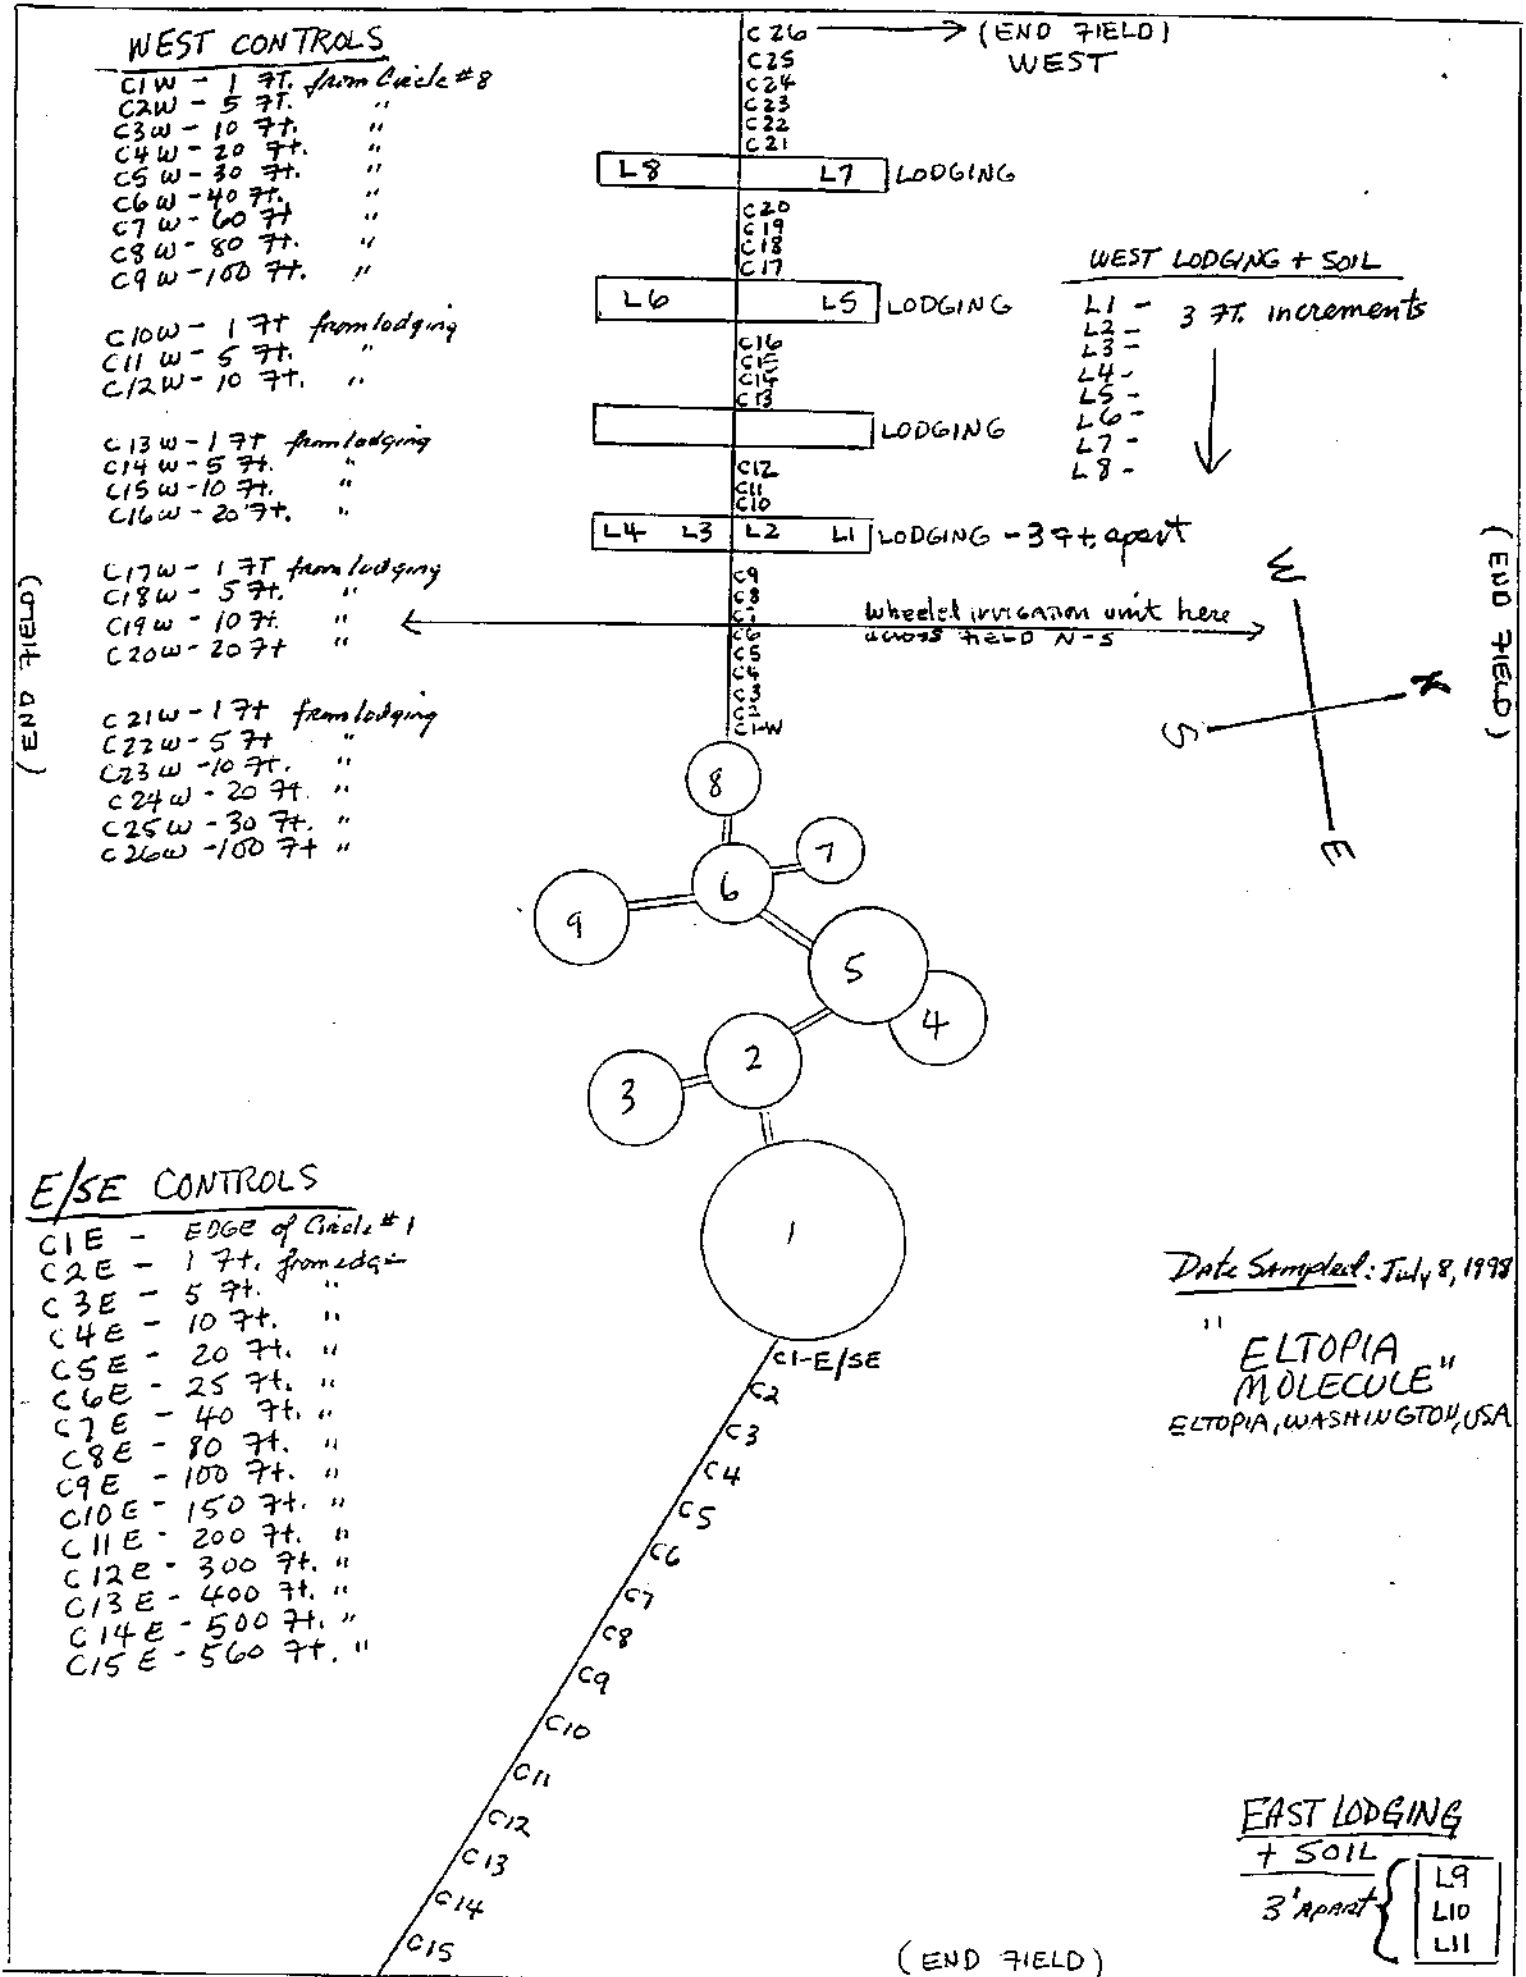 WEST CONTROLS
C1W - 1 FT. from Circle #8
C2W - 5 FT. "
C3W - 10 Ft. "
C4W - 20 Ft. "
C5W - 30 Ft. "
C6W - 40 Ft. "
C7W - 60 Ft "
C8W - 80 Ft. "
C9W - 100 Ft. "
C10W - 1 Ft from lodging
C11W - 5 Ft. "
C12W - 10 Ft. "
C13W - 1 Ft from lodging
C14W - 5 Ft. "
C15W - 10 Ft. "
C16W - 20 Ft. "
C17W - 1 FT from lodging
C18W - 5 Ft. "
C19W - 10 Ft. "
C20W - 20 Ft "
C21W - 1 Ft from lodging
C22W - 5 Ft "
C23W - 10 Ft. "
C24W - 20 Ft. "
C25W - 30 Ft. "
C26W - 100 Ft "
C26 → (END FIELD)
WEST
C25
C24
C23
C22
C21
L8 L7 LODGING
C20
C19
C18
C17
L6 L5 LODGING
C16
C15
C14
C13
LODGING
C12
C11
C10
L4 L3 L2 L1 LODGING - 3 Ft. apart
C9
C8
C7
Wheeled irrigation unit here
across FIELD N-S
C6
C5
C4
C3
C2
C1-W
WEST LODGING + SOIL
L1 - 3 FT. increments
L2 -
L3 -
L4 -
L5 -
L6 -
L7 -
L8 -
(END FIELD)
(END FIELD)
W
N
S
E
8
7
6
9
5
4
2
3
1
E/SE CONTROLS
C1E - EDGE of Circle #1
C2E - 1 Ft. from edge
C3E - 5 Ft. "
C4E - 10 Ft. "
C5E - 20 Ft. "
C6E - 25 Ft. "
C7E - 40 Ft. "
C8E - 80 Ft. "
C9E - 100 Ft. "
C10E - 150 Ft. "
C11E - 200 Ft. "
C12E - 300 Ft. "
C13E - 400 Ft. "
C14E - 500 Ft. "
C15E - 560 Ft. "
C1-E/SE
C2
C3
C4
C5
C6
C7
C8
C9
C10
C11
C12
C13
C14
C15
Date Sampled: July 8, 1998
"ELTOPIA
MOLECULE"
ELTOPIA, WASHINGTON, USA
EAST LODGING
+ SOIL
3' APART
L9
L10
L11
(END FIELD)